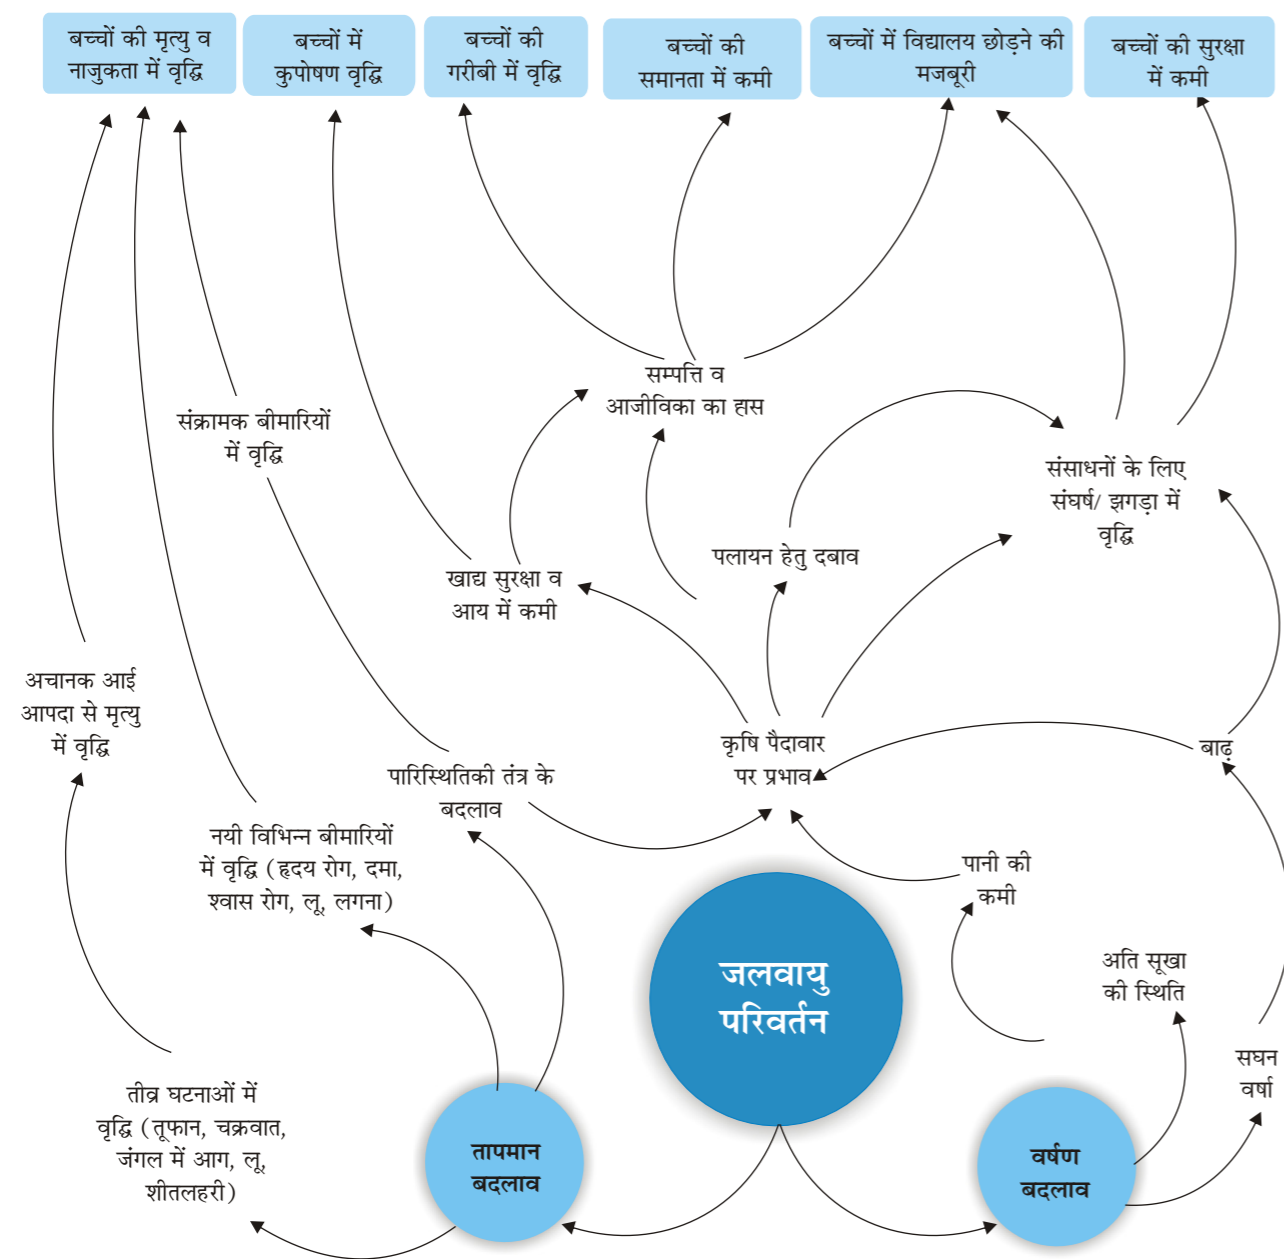 बच्चों की मृत्यु व
नाजुकता में वृद्धि
बच्चों में
कुपोषण वृद्धि
बच्चों की
गरीबी में वृद्धि
बच्चों की
समानता में कमी
बच्चों में विद्यालय छोड़ने की
मजबूरी
बच्चों की सुरक्षा
में कमी
सम्पत्ति व
आजीविका का ह्रास
संक्रामक बीमारियों
में वृद्धि
संसाधनों के लिए
संघर्ष/ झगड़ा में
वृद्धि
पलायन हेतु दबाव
खाद्य सुरक्षा व
आय में कमी
अचानक आई
आपदा से मृत्यु
में वृद्धि
कृषि पैदावार
पर प्रभाव
बाढ़
पारिस्थितिकी तंत्र के
बदलाव
नयी विभिन्न बीमारियों
में वृद्धि (हृदय रोग, दमा,
श्वास रोग, लू, लगना)
पानी की
कमी
जलवायु
परिवर्तन
अति सूखा
की स्थिति
सघन
वर्षा
तीव्र घटनाओं में
वृद्धि (तूफान, चक्रवात,
जंगल में आग, लू,
शीतलहरी)
तापमान
बदलाव
वर्षण
बदलाव